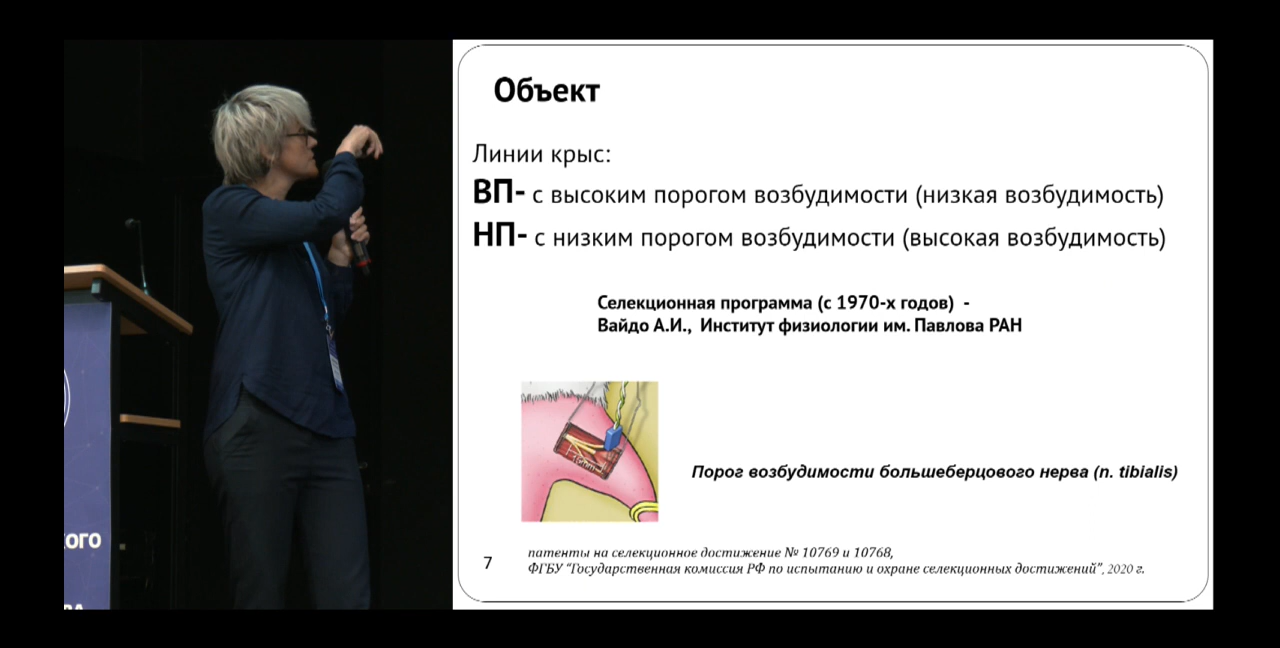 Объект
Линии крыс:
ВП- с высоким порогом возбудимости (низкая возбудимость)
НП- с низким порогом возбудимости (высокая возбудимость)
Селекционная программа (с 1970-х годов) -
Вайдо А.И., Институт физиологии им. Павлова РАН
Порог возбудимости большеберцового нерва (n. tibialis)
патенты на селекционное достижение № 10769 и 10768,
7 ФГБУ “Государственная комиссия РФ по испытанию и охране селекционных достижений”, 2020 г.